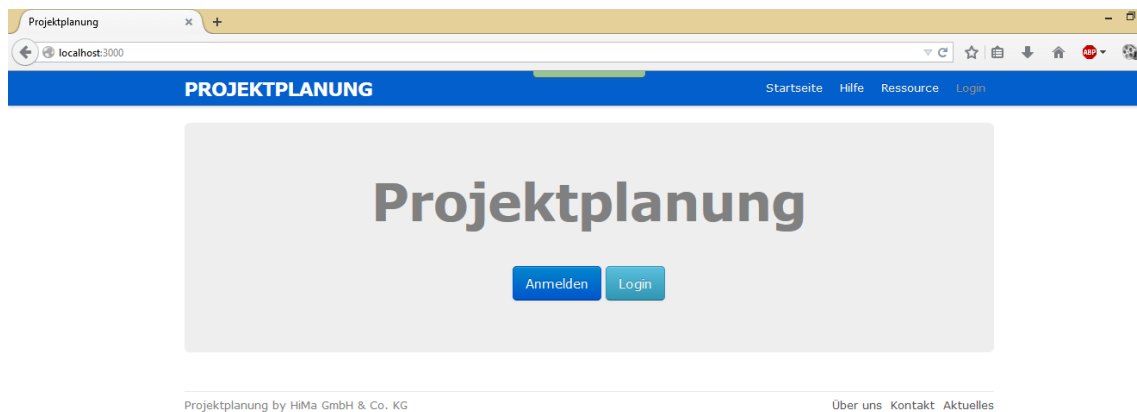 Projektplanung
localhost:3000
ABP
PROJEKTPLANUNG Startseite Hilfe Ressource Login
Projektplanung
Anmelden Login
Projektplanung by HiMa GmbH & Co. KG Über uns Kontakt Aktuelles